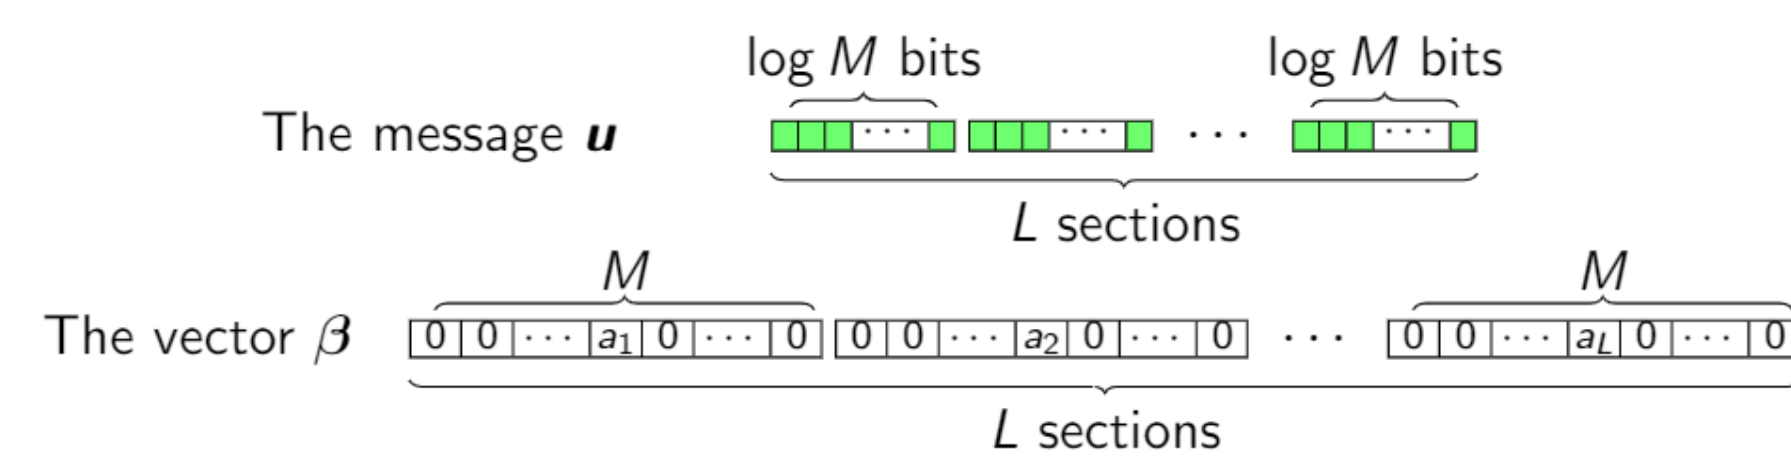 log M bits log M bits
The message u ··· ··· ··· ···
L sections
M M
The vector β 0 0 ··· a₁ 0 ··· 0 0 0 ··· a₂ 0 ··· 0 ··· 0 0 ··· a_L 0 ··· 0
L sections